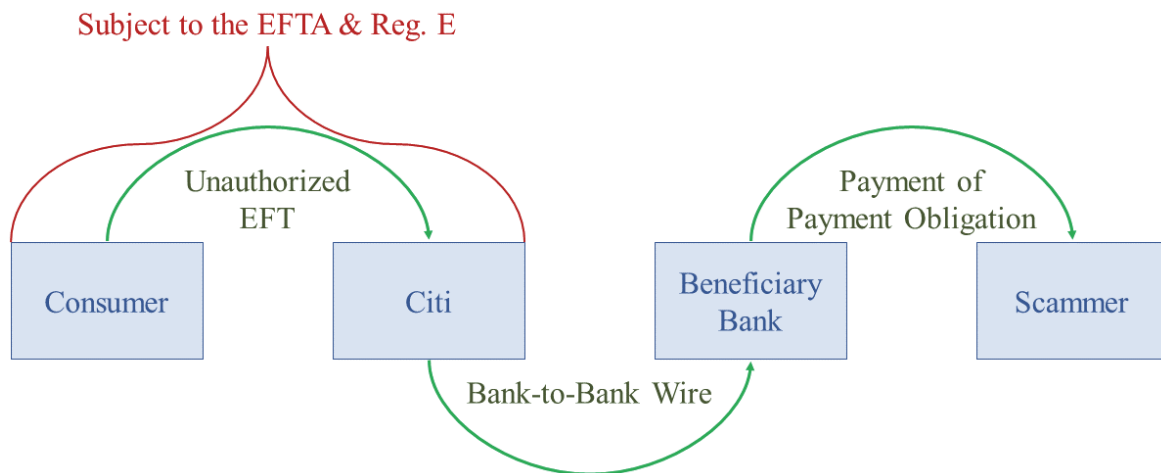 Subject to the EFTA & Reg. E
Unauthorized
EFT
Payment of
Payment Obligation
Consumer
Citi
Beneficiary
Bank
Scammer
Bank-to-Bank Wire